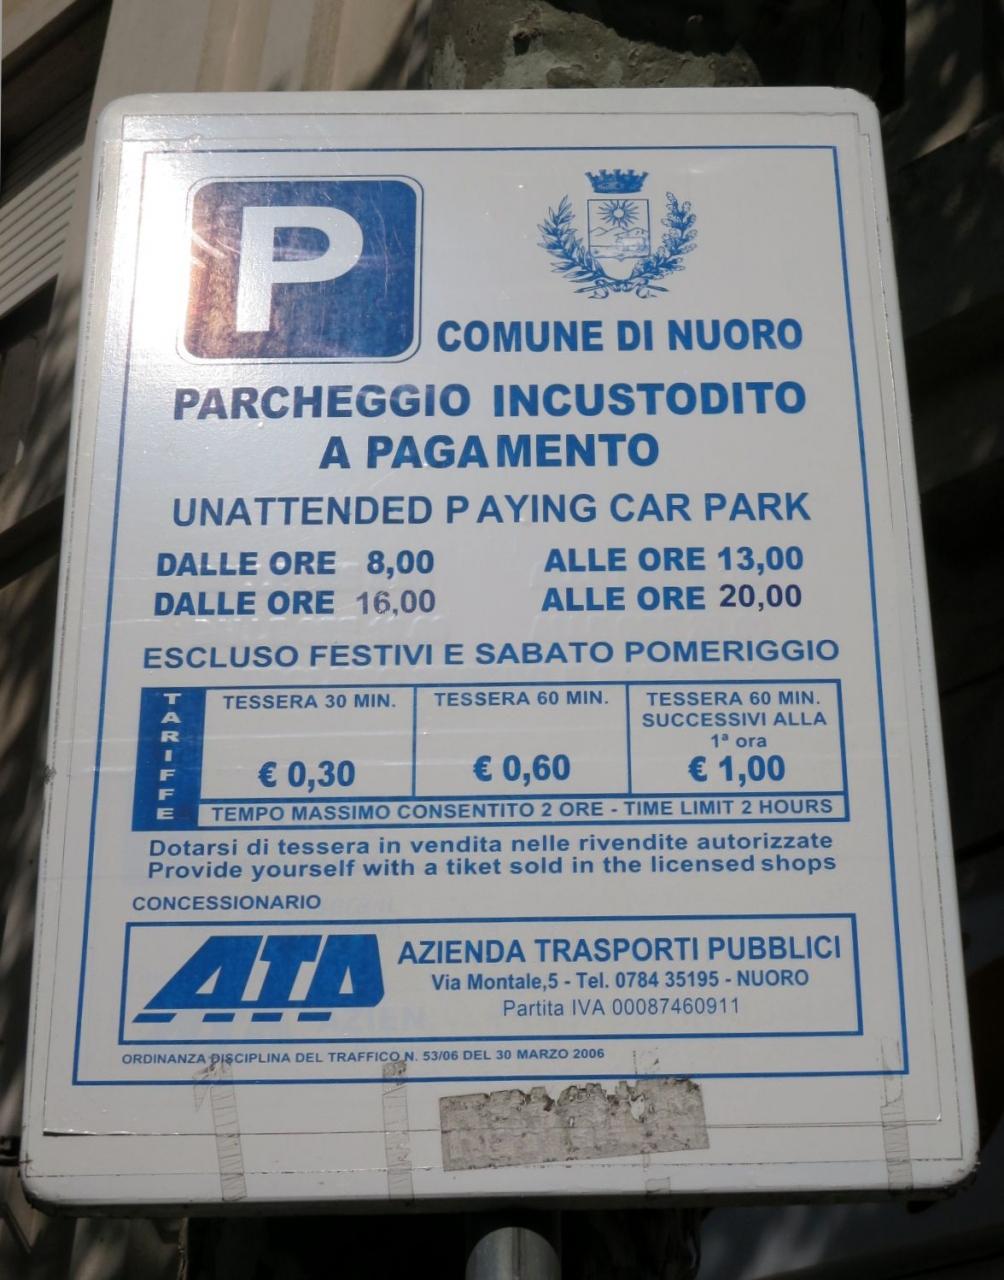 P
COMUNE DI NUORO
PARCHEGGIO INCUSTODITO
A PAGAMENTO
UNATTENDED PAYING CAR PARK
DALLE ORE 8,00 ALLE ORE 13,00
DALLE ORE 16,00 ALLE ORE 20,00
ESCLUSO FESTIVI E SABATO POMERIGGIO
TARIFFE
TESSERA 30 MIN.
€ 0,30
TESSERA 60 MIN.
€ 0,60
TESSERA 60 MIN.
SUCCESSIVI ALLA
1ª ora
€ 1,00
TEMPO MASSIMO CONSENTITO 2 ORE - TIME LIMIT 2 HOURS
Dotarsi di tessera in vendita nelle rivendite autorizzate
Provide yourself with a tiket sold in the licensed shops
CONCESSIONARIO
ATP
AZIENDA TRASPORTI PUBBLICI
Via Montale,5 - Tel. 0784 35195 - NUORO
Partita IVA 00087460911
ORDINANZA DISCIPLINA DEL TRAFFICO N. 53/06 DEL 30 MARZO 2006